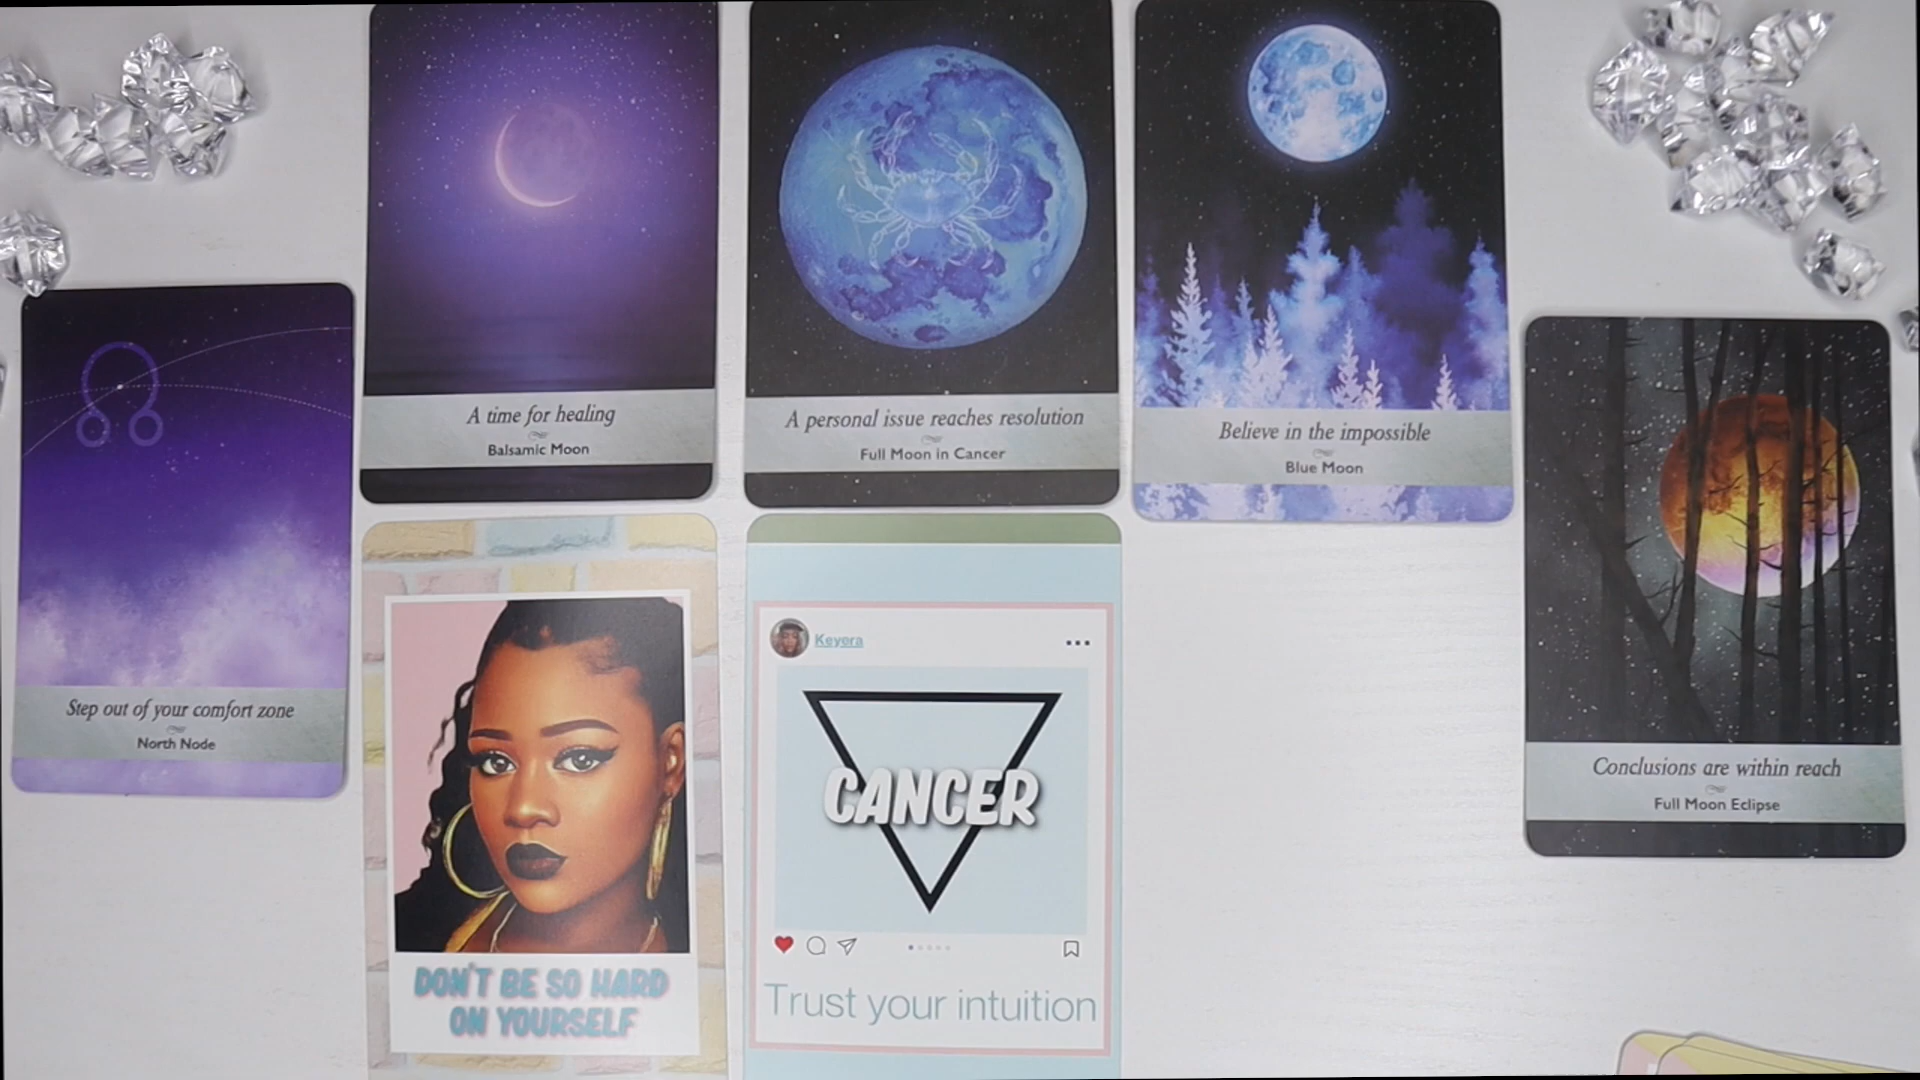 A time for healing
Balsamic Moon
A personal issue reaches resolution
Full Moon in Cancer
Believe in the impossible
Blue Moon
Step out of your comfort zone
North Node
Conclusions are within reach
Full Moon Eclipse
DON'T BE SO HARD
ON YOURSELF
Keyera
CANCER
Trust your intuition